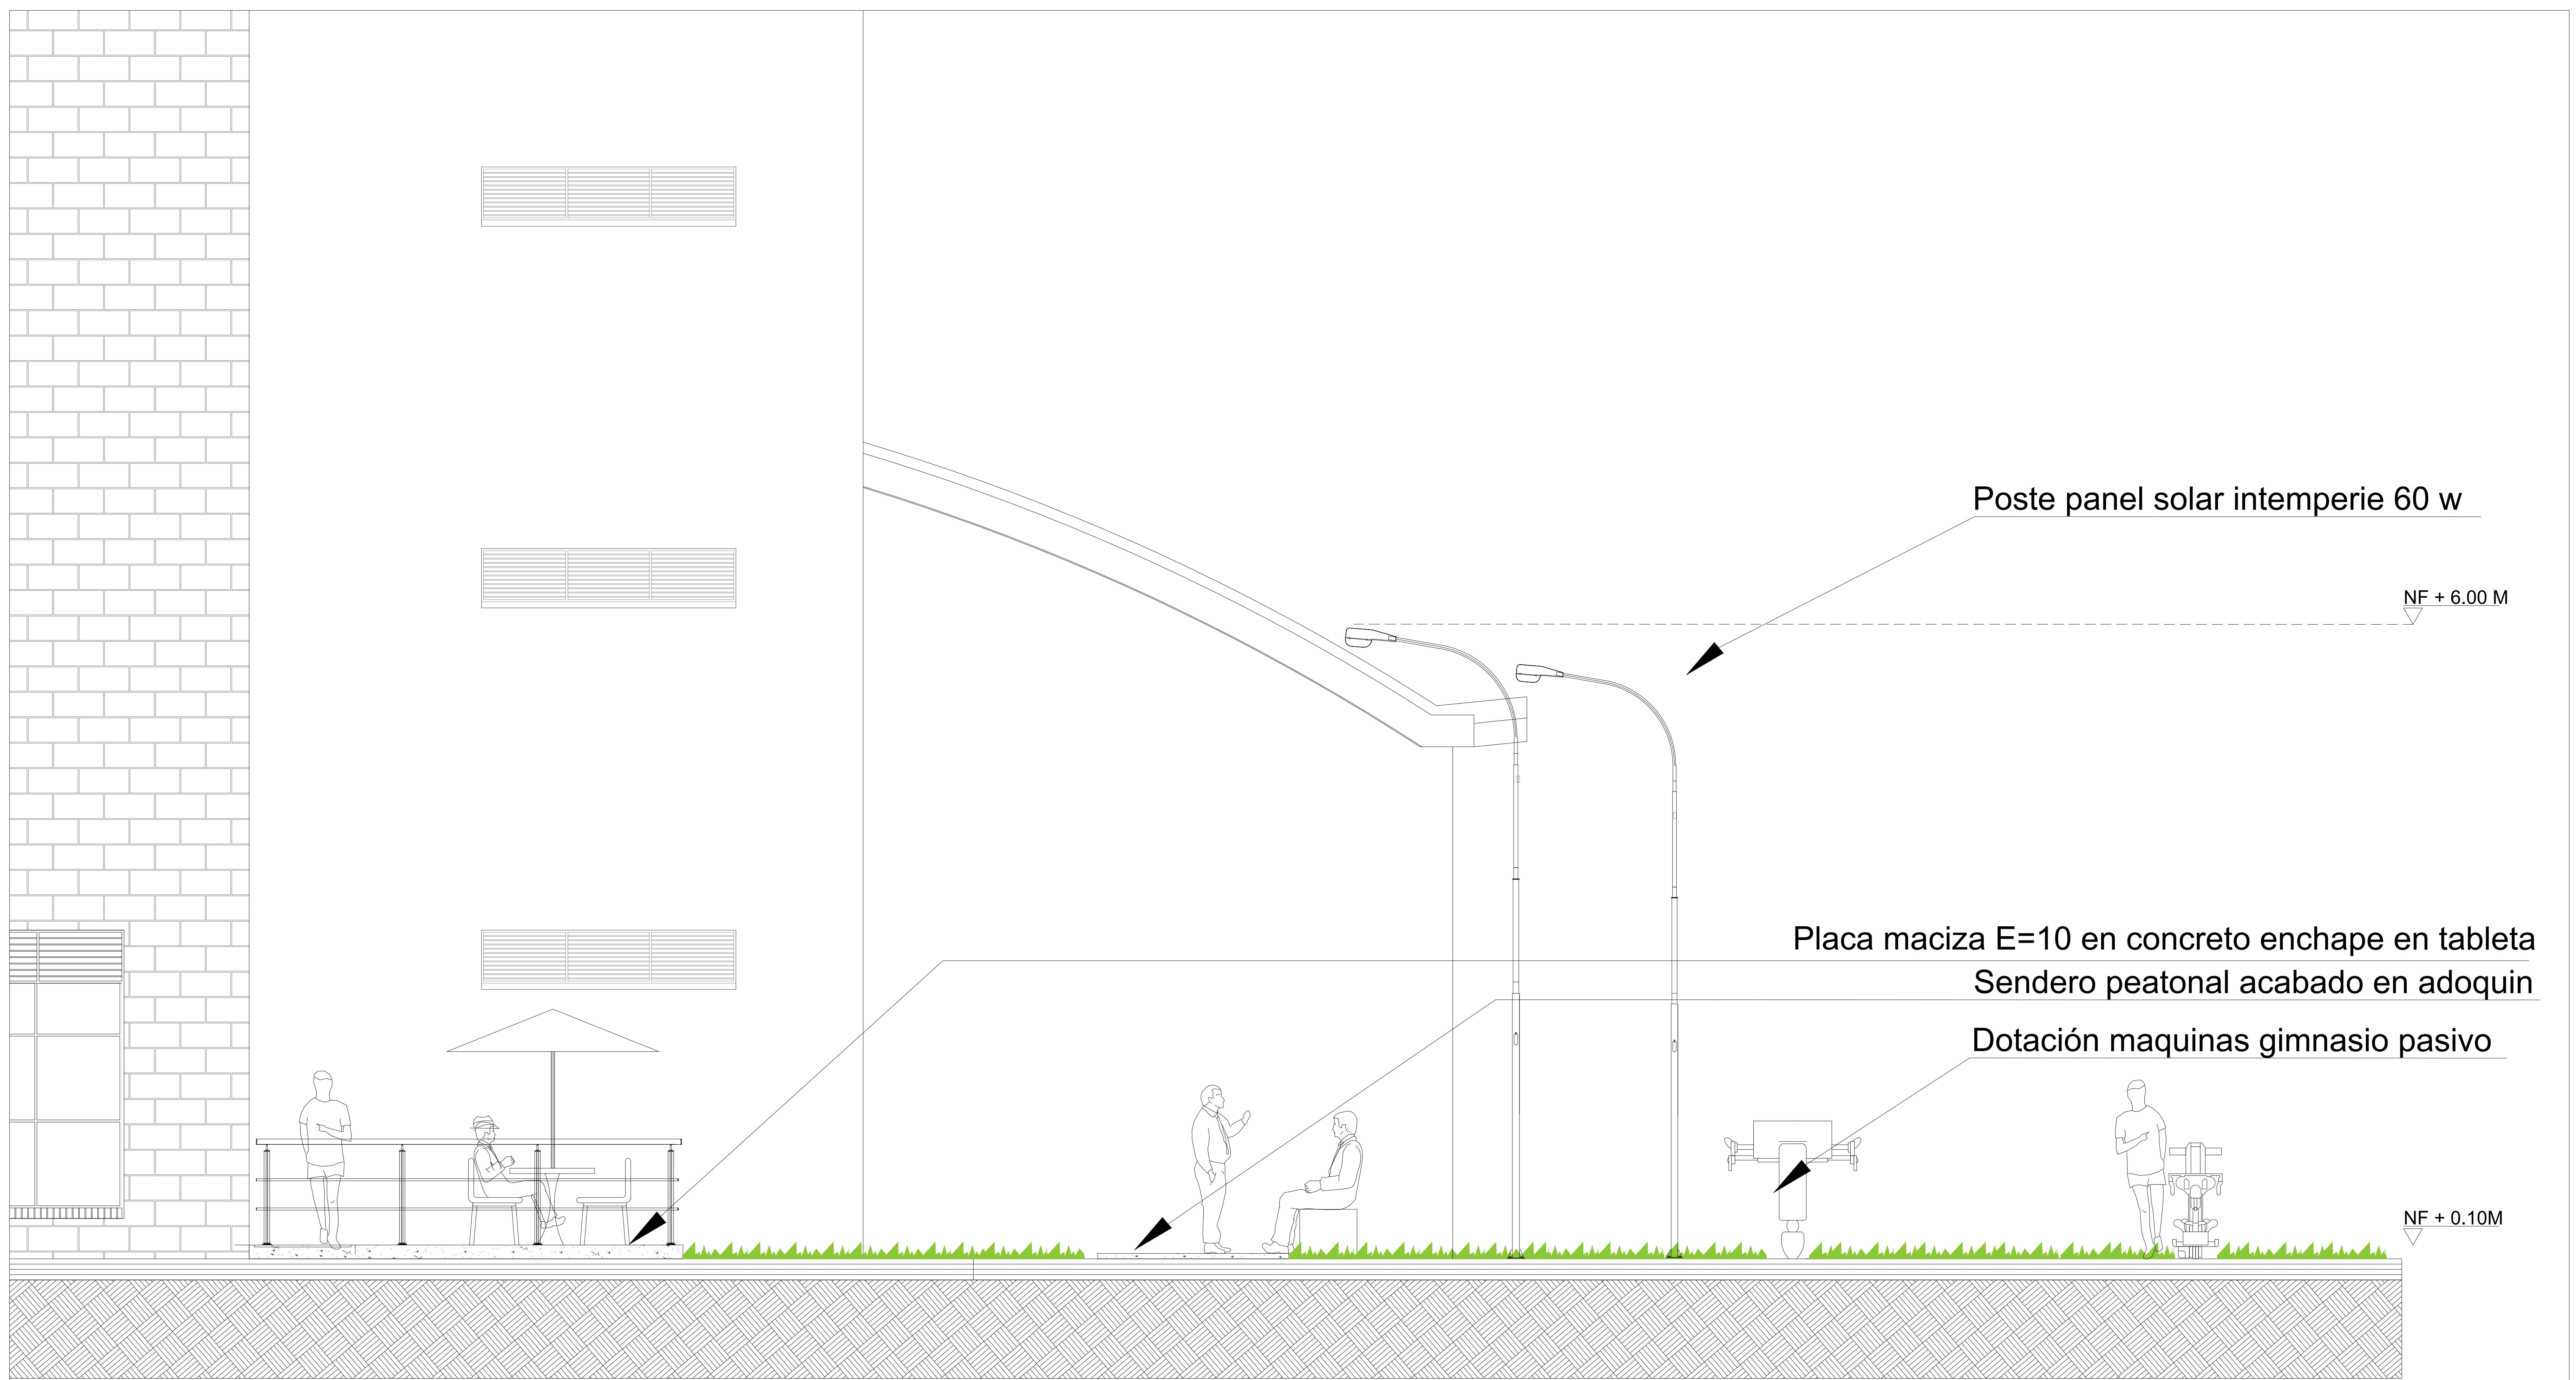 Poste panel solar intemperie 60 w
NF + 6.00 M
Placa maciza E=10 en concreto enchape en tableta
Sendero peatonal acabado en adoquin
Dotación maquinas gimnasio pasivo
NF + 0.10M